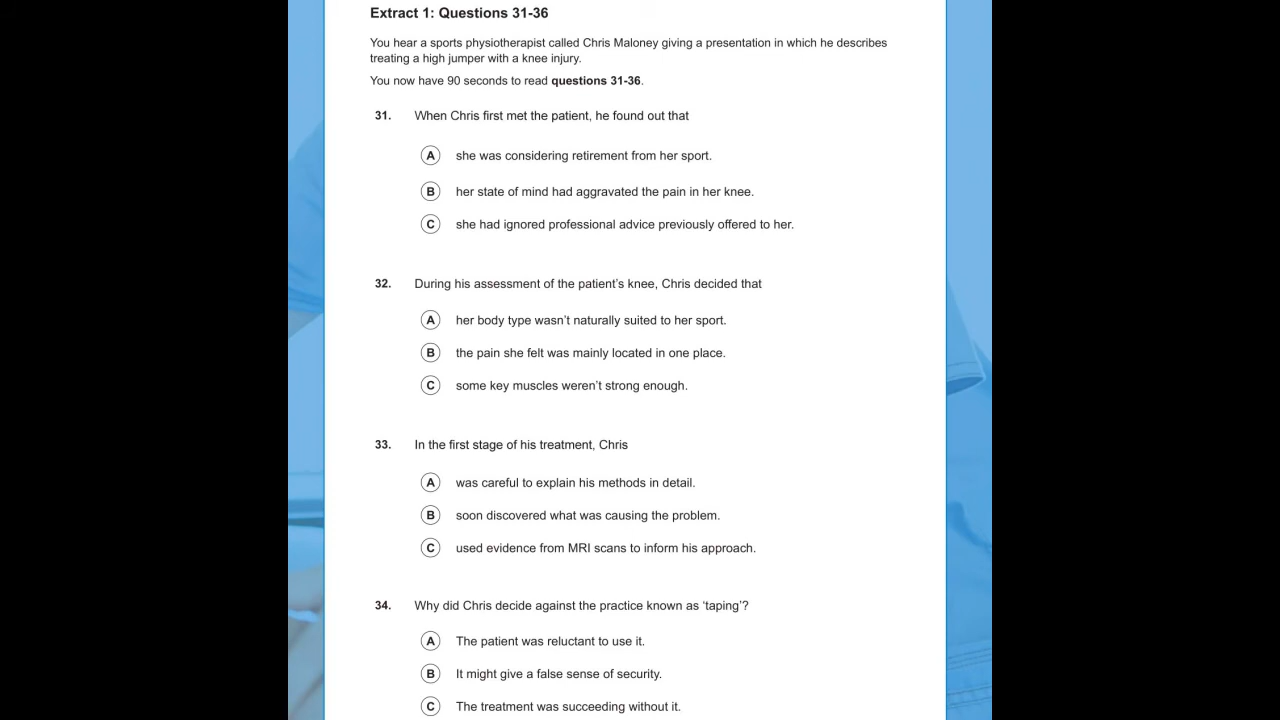 Extract 1: Questions 31-36
You hear a sports physiotherapist called Chris Maloney giving a presentation in which he describes
treating a high jumper with a knee injury.
You now have 90 seconds to read questions 31-36.
31. When Chris first met the patient, he found out that
A she was considering retirement from her sport.
B her state of mind had aggravated the pain in her knee.
C she had ignored professional advice previously offered to her.
32. During his assessment of the patient’s knee, Chris decided that
A her body type wasn’t naturally suited to her sport.
B the pain she felt was mainly located in one place.
C some key muscles weren’t strong enough.
33. In the first stage of his treatment, Chris
A was careful to explain his methods in detail.
B soon discovered what was causing the problem.
C used evidence from MRI scans to inform his approach.
34. Why did Chris decide against the practice known as ‘taping’?
A The patient was reluctant to use it.
B It might give a false sense of security.
C The treatment was succeeding without it.